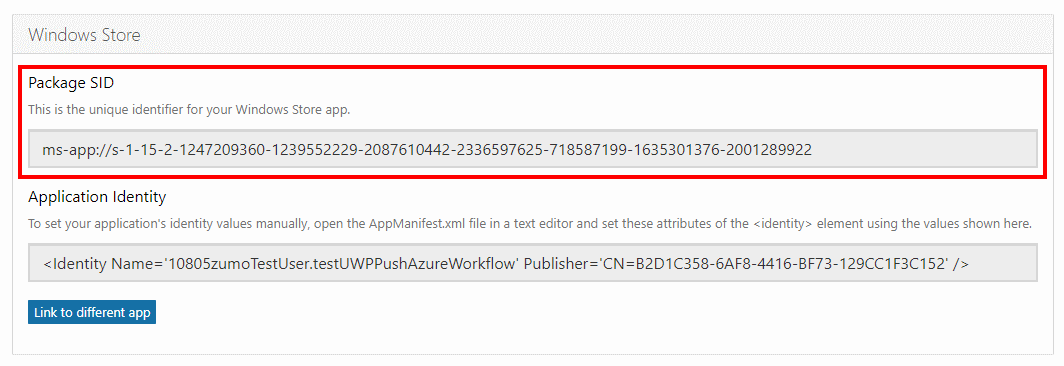 Windows Store
Package SID
This is the unique identifier for your Windows Store app.
ms-app://s-1-15-2-1247209360-1239552229-2087610442-2336597625-718587199-1635301376-2001289922
Application Identity
To set your application's identity values manually, open the AppManifest.xml file in a text editor and set these attributes of the <identity> element using the values shown here.
<Identity Name='10805zumoTestUser.testUWPPushAzureWorkflow' Publisher='CN=B2D1C358-6AF8-4416-BF73-129CC1F3C152' />
Link to different app